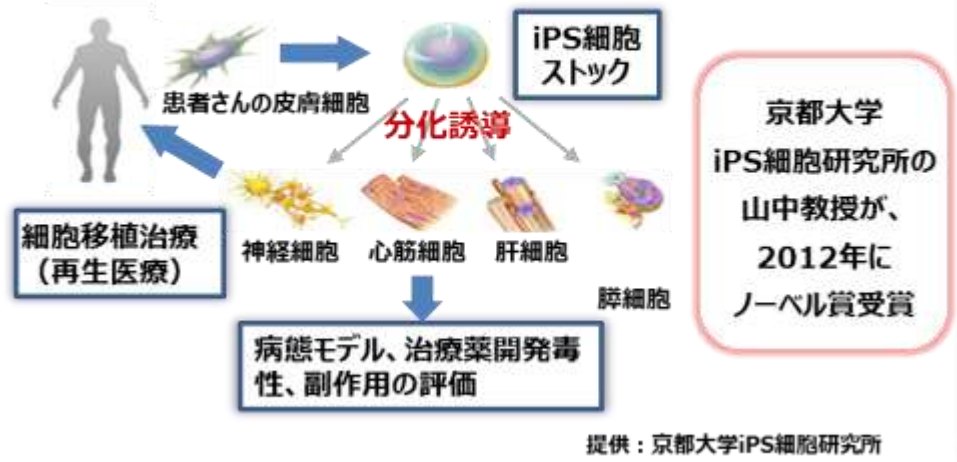 iPS細胞
ストック
患者さんの皮膚細胞
分化誘導
京都大学
iPS細胞研究所の
山中教授が、
2012年に
ノーベル賞受賞
細胞移植治療
（再生医療）
神経細胞
心筋細胞
肝細胞
膵細胞
病態モデル、治療薬開発毒
性、副作用の評価
提供：京都大学iPS細胞研究所